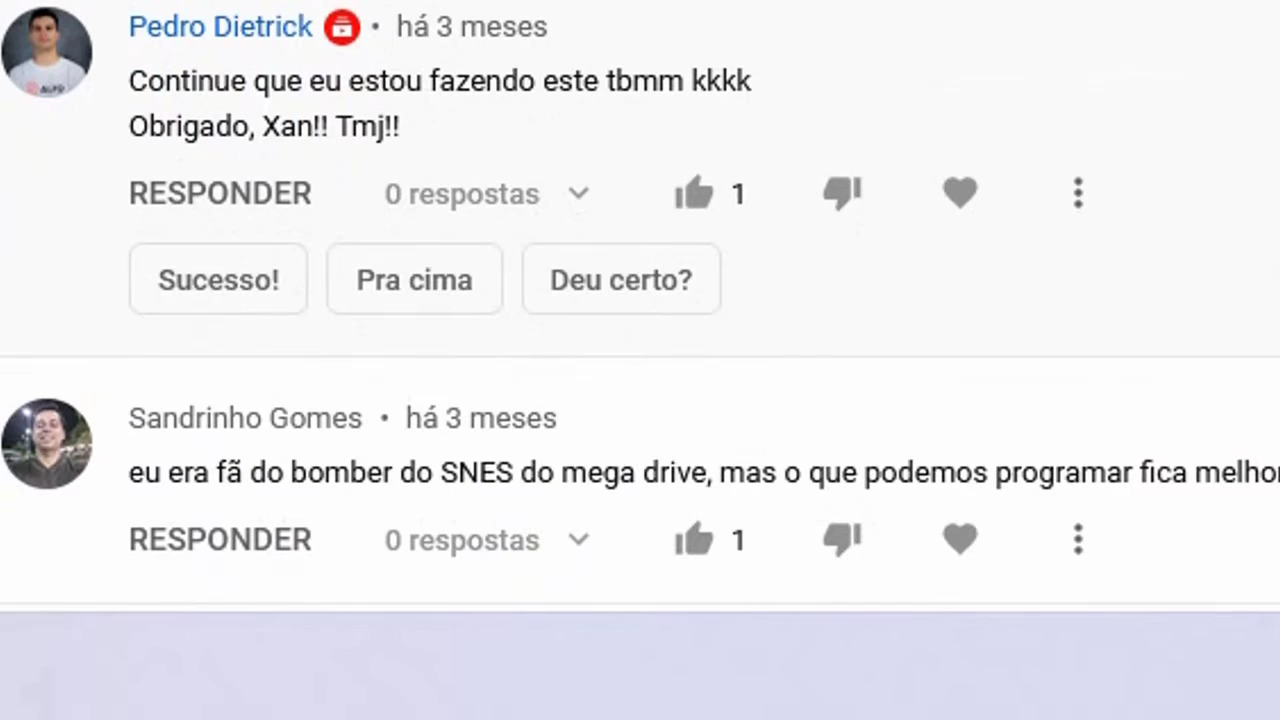 Pedro Dietrick • há 3 meses
Continue que eu estou fazendo este tbmm kkkk
Obrigado, Xan!! Tmj!!
RESPONDER 0 respostas 1
Sucesso! Pra cima Deu certo?
Sandrinho Gomes • há 3 meses
eu era fã do bomber do SNES do mega drive, mas o que podemos programar fica
RESPONDER 0 respostas 1